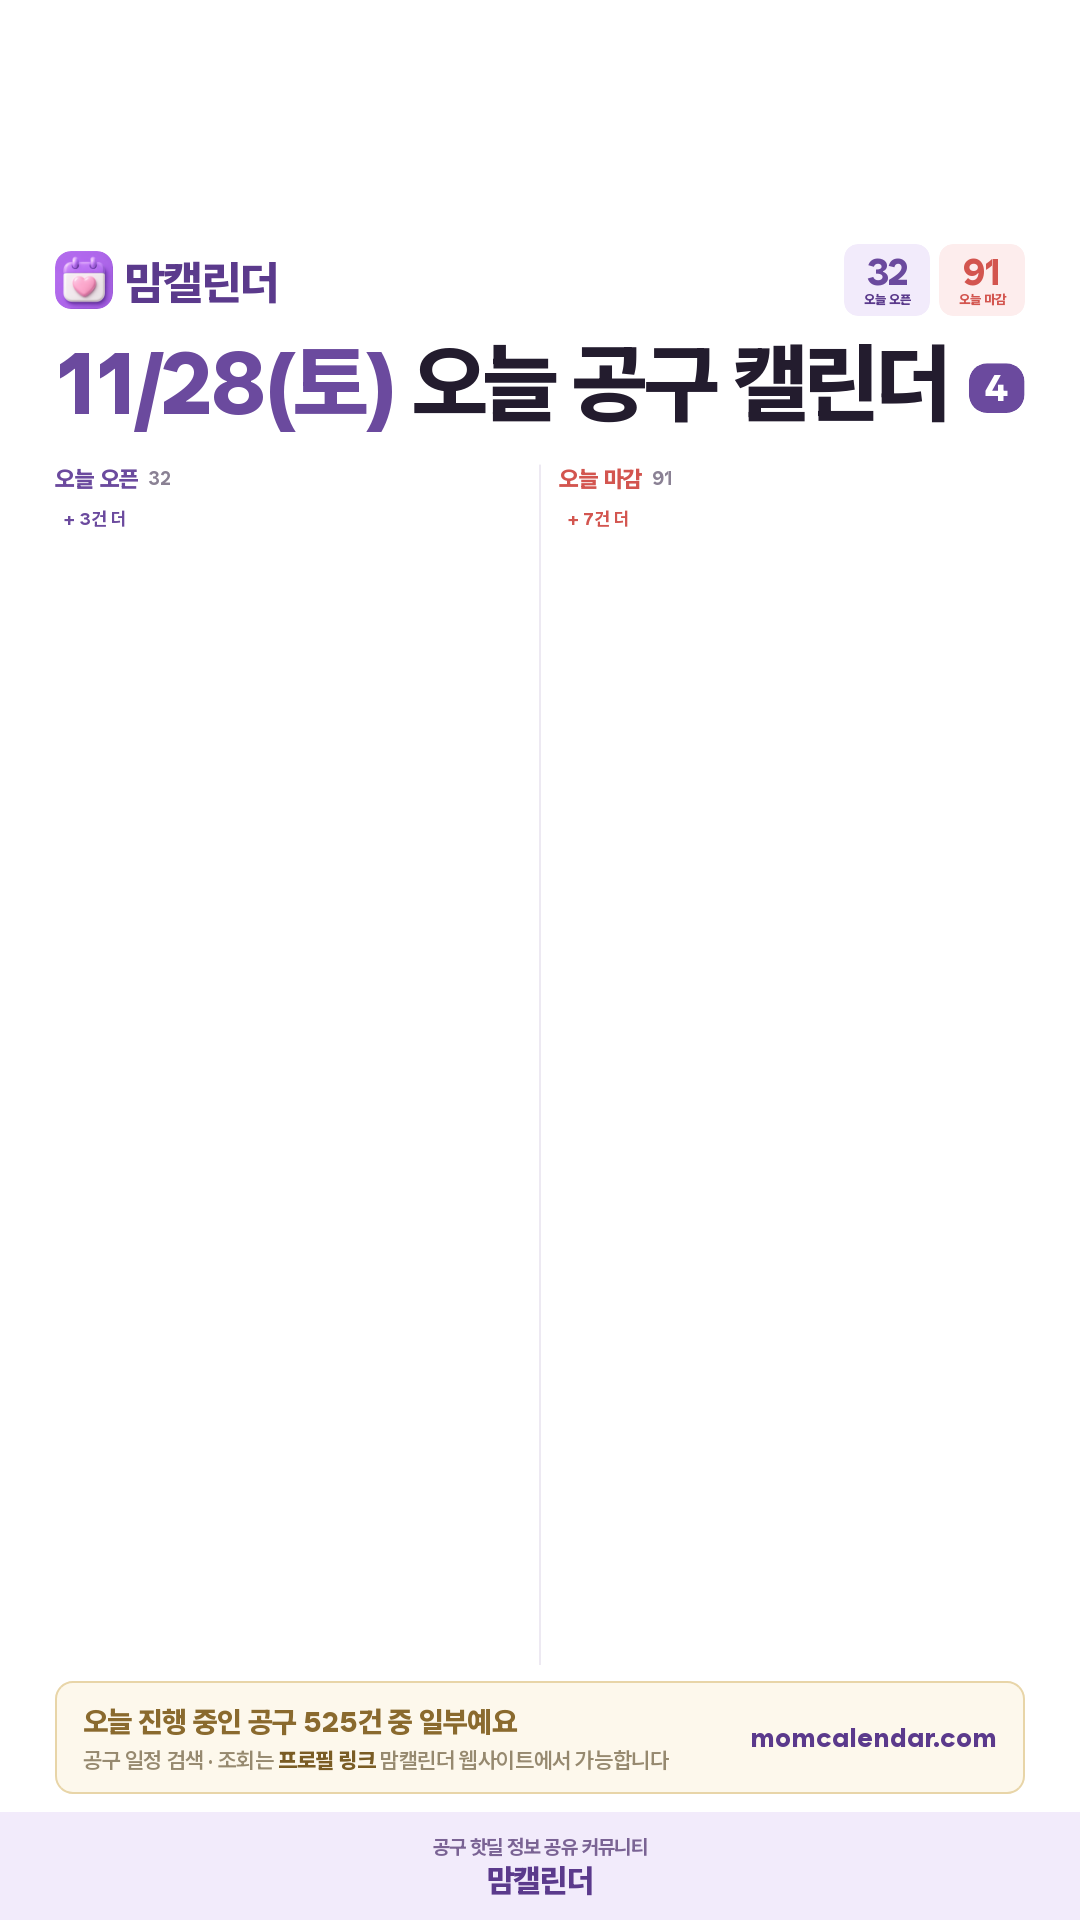 맘캘린더
32
오늘 오픈
91
오늘 마감
11/28(토) 오늘 공구 캘린더 4
오늘 오픈 32
+ 3건 더
오늘 마감 91
+ 7건 더
오늘 진행 중인 공구 525건 중 일부예요
공구 일정 검색 · 조회는 프로필 링크 맘캘린더 웹사이트에서 가능합니다
momcalendar.com
공구 핫딜 정보 공유 커뮤니티
맘캘린더